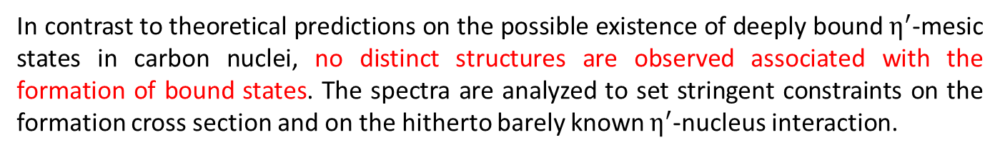 In contrast to theoretical predictions on the possible existence of deeply bound η′-mesic
states in carbon nuclei, no distinct structures are observed associated with the
formation of bound states. The spectra are analyzed to set stringent constraints on the
formation cross section and on the hitherto barely known η′-nucleus interaction.